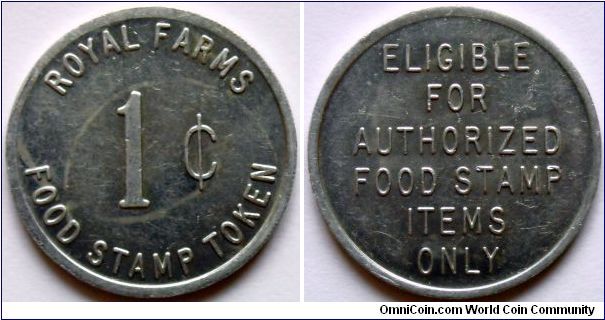 ROYAL FARMS
1 ¢
FOOD STAMP TOKEN
ELIGIBLE
FOR
AUTHORIZED
FOOD STAMP
ITEMS
ONLY
OmniCoin.com World Coin Community